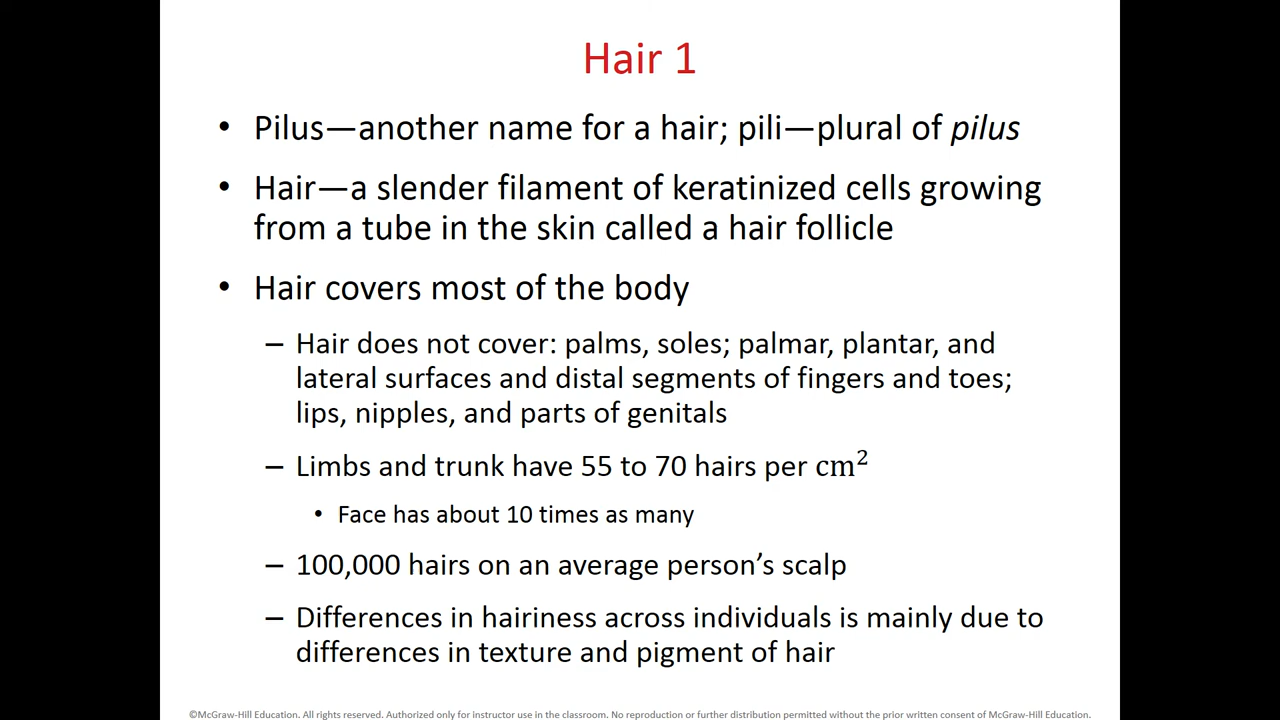 Hair 1
• Pilus—another name for a hair; pili—plural of pilus
• Hair—a slender filament of keratinized cells growing
from a tube in the skin called a hair follicle
• Hair covers most of the body
– Hair does not cover: palms, soles; palmar, plantar, and
lateral surfaces and distal segments of fingers and toes;
lips, nipples, and parts of genitals
– Limbs and trunk have 55 to 70 hairs per cm²
• Face has about 10 times as many
– 100,000 hairs on an average person’s scalp
– Differences in hairiness across individuals is mainly due to
differences in texture and pigment of hair
©McGraw-Hill Education. All rights reserved. Authorized only for instructor use in the classroom. No reproduction or further distribution permitted without the prior written consent of McGraw-Hill Education.